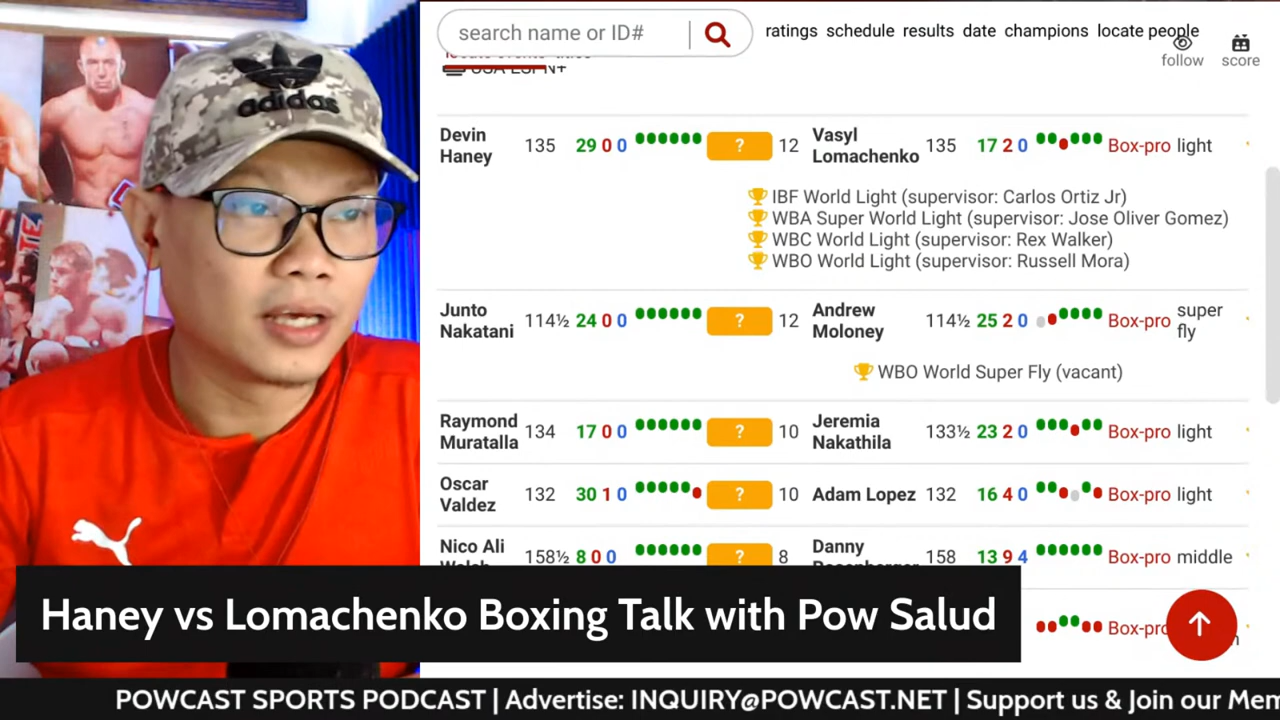 adidas
search name or ID#
ratings schedule results date champions locate people
follow
score
locate events titles
USA ESPN+
Devin Haney 135 29 0 0 ? 12 Vasyl Lomachenko 135 17 2 0 Box-pro light
IBF World Light (supervisor: Carlos Ortiz Jr)
WBA Super World Light (supervisor: Jose Oliver Gomez)
WBC World Light (supervisor: Rex Walker)
WBO World Light (supervisor: Russell Mora)
Junto Nakatani 114½ 24 0 0 ? 12 Andrew Moloney 114½ 25 2 0 Box-pro super fly
WBO World Super Fly (vacant)
Raymond Muratalla 134 17 0 0 ? 10 Jeremia Nakathila 133½ 23 2 0 Box-pro light
Oscar Valdez 132 30 1 0 ? 10 Adam Lopez 132 16 4 0 Box-pro light
Nico Ali 158½ 8 0 0 ? 8 Danny 158 13 9 4 Box-pro middle
Box-pro
Haney vs Lomachenko Boxing Talk with Pow Salud
POWCAST SPORTS PODCAST | Advertise: INQUIRY@POWCAST.NET | Support us & Join our Mem